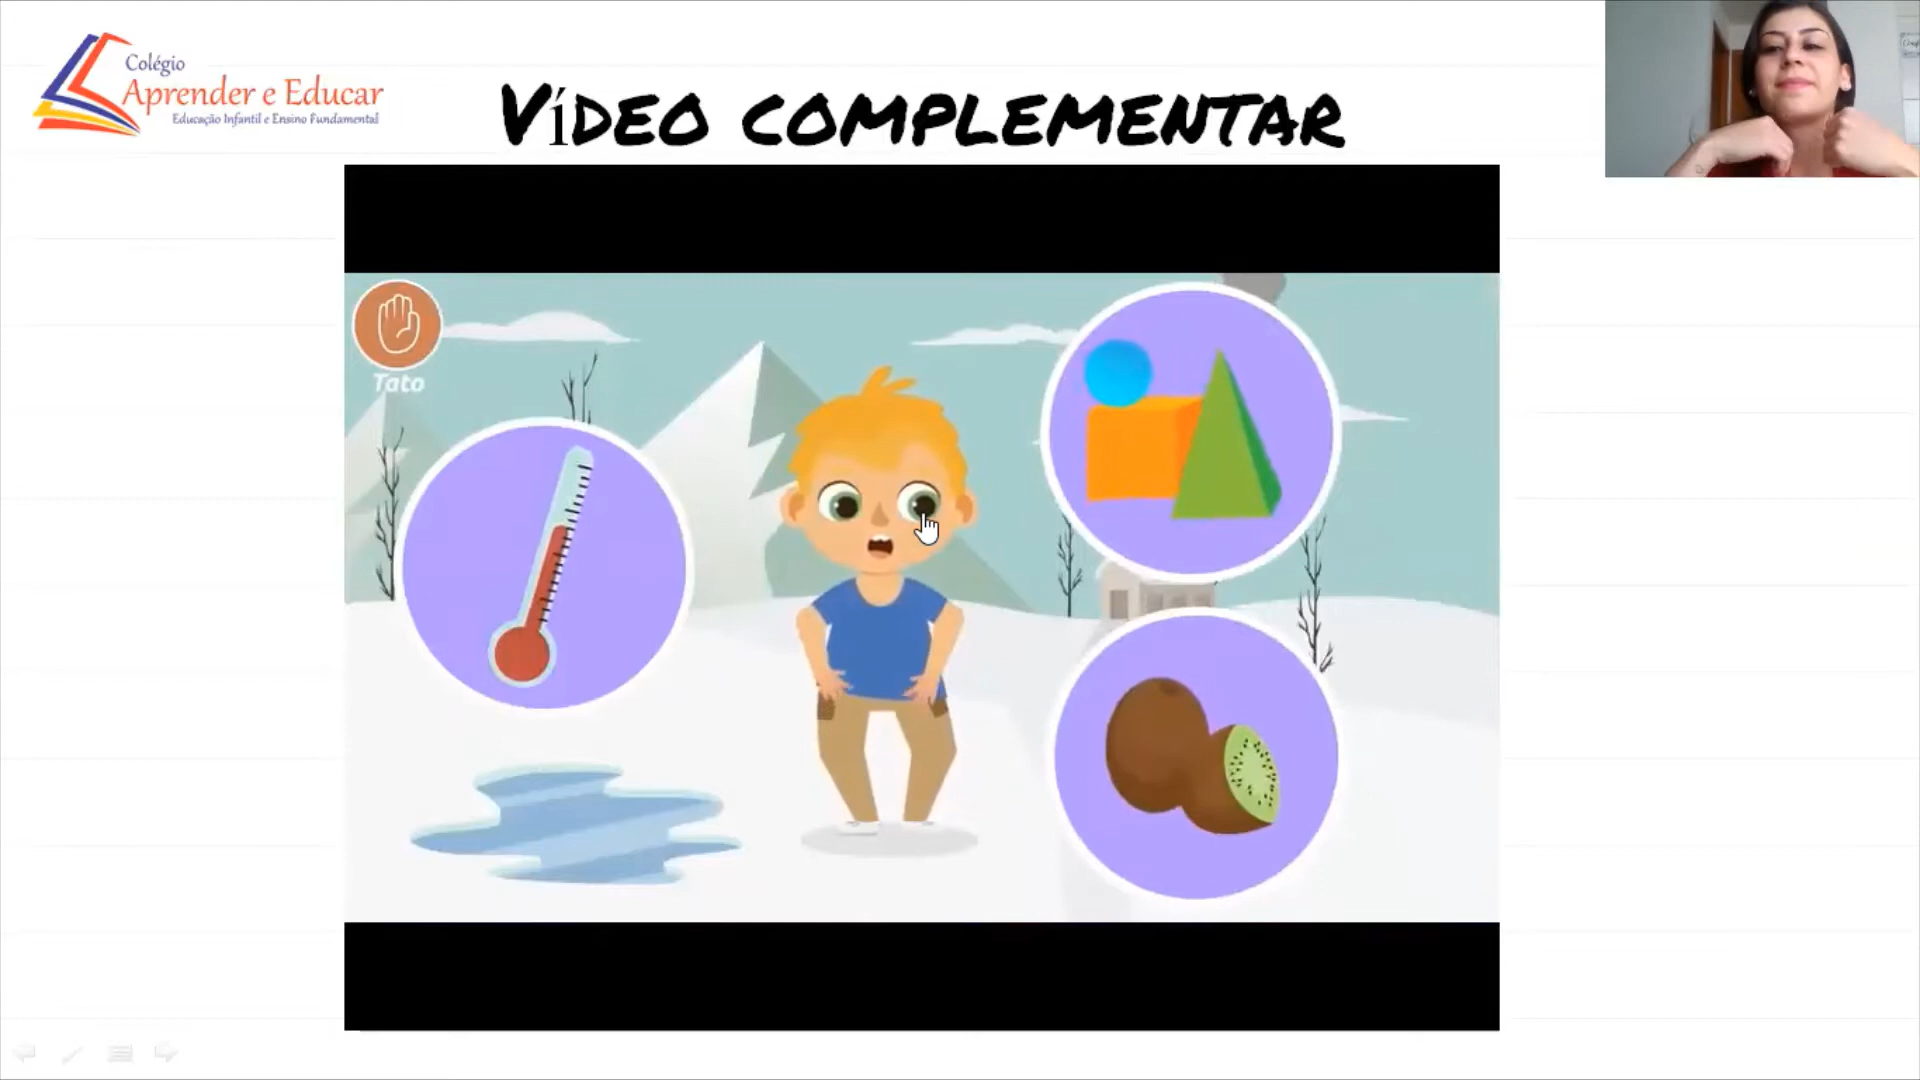 Colégio
Aprender e Educar
Educação Infantil e Ensino Fundamental
Vídeo complementar
Tato